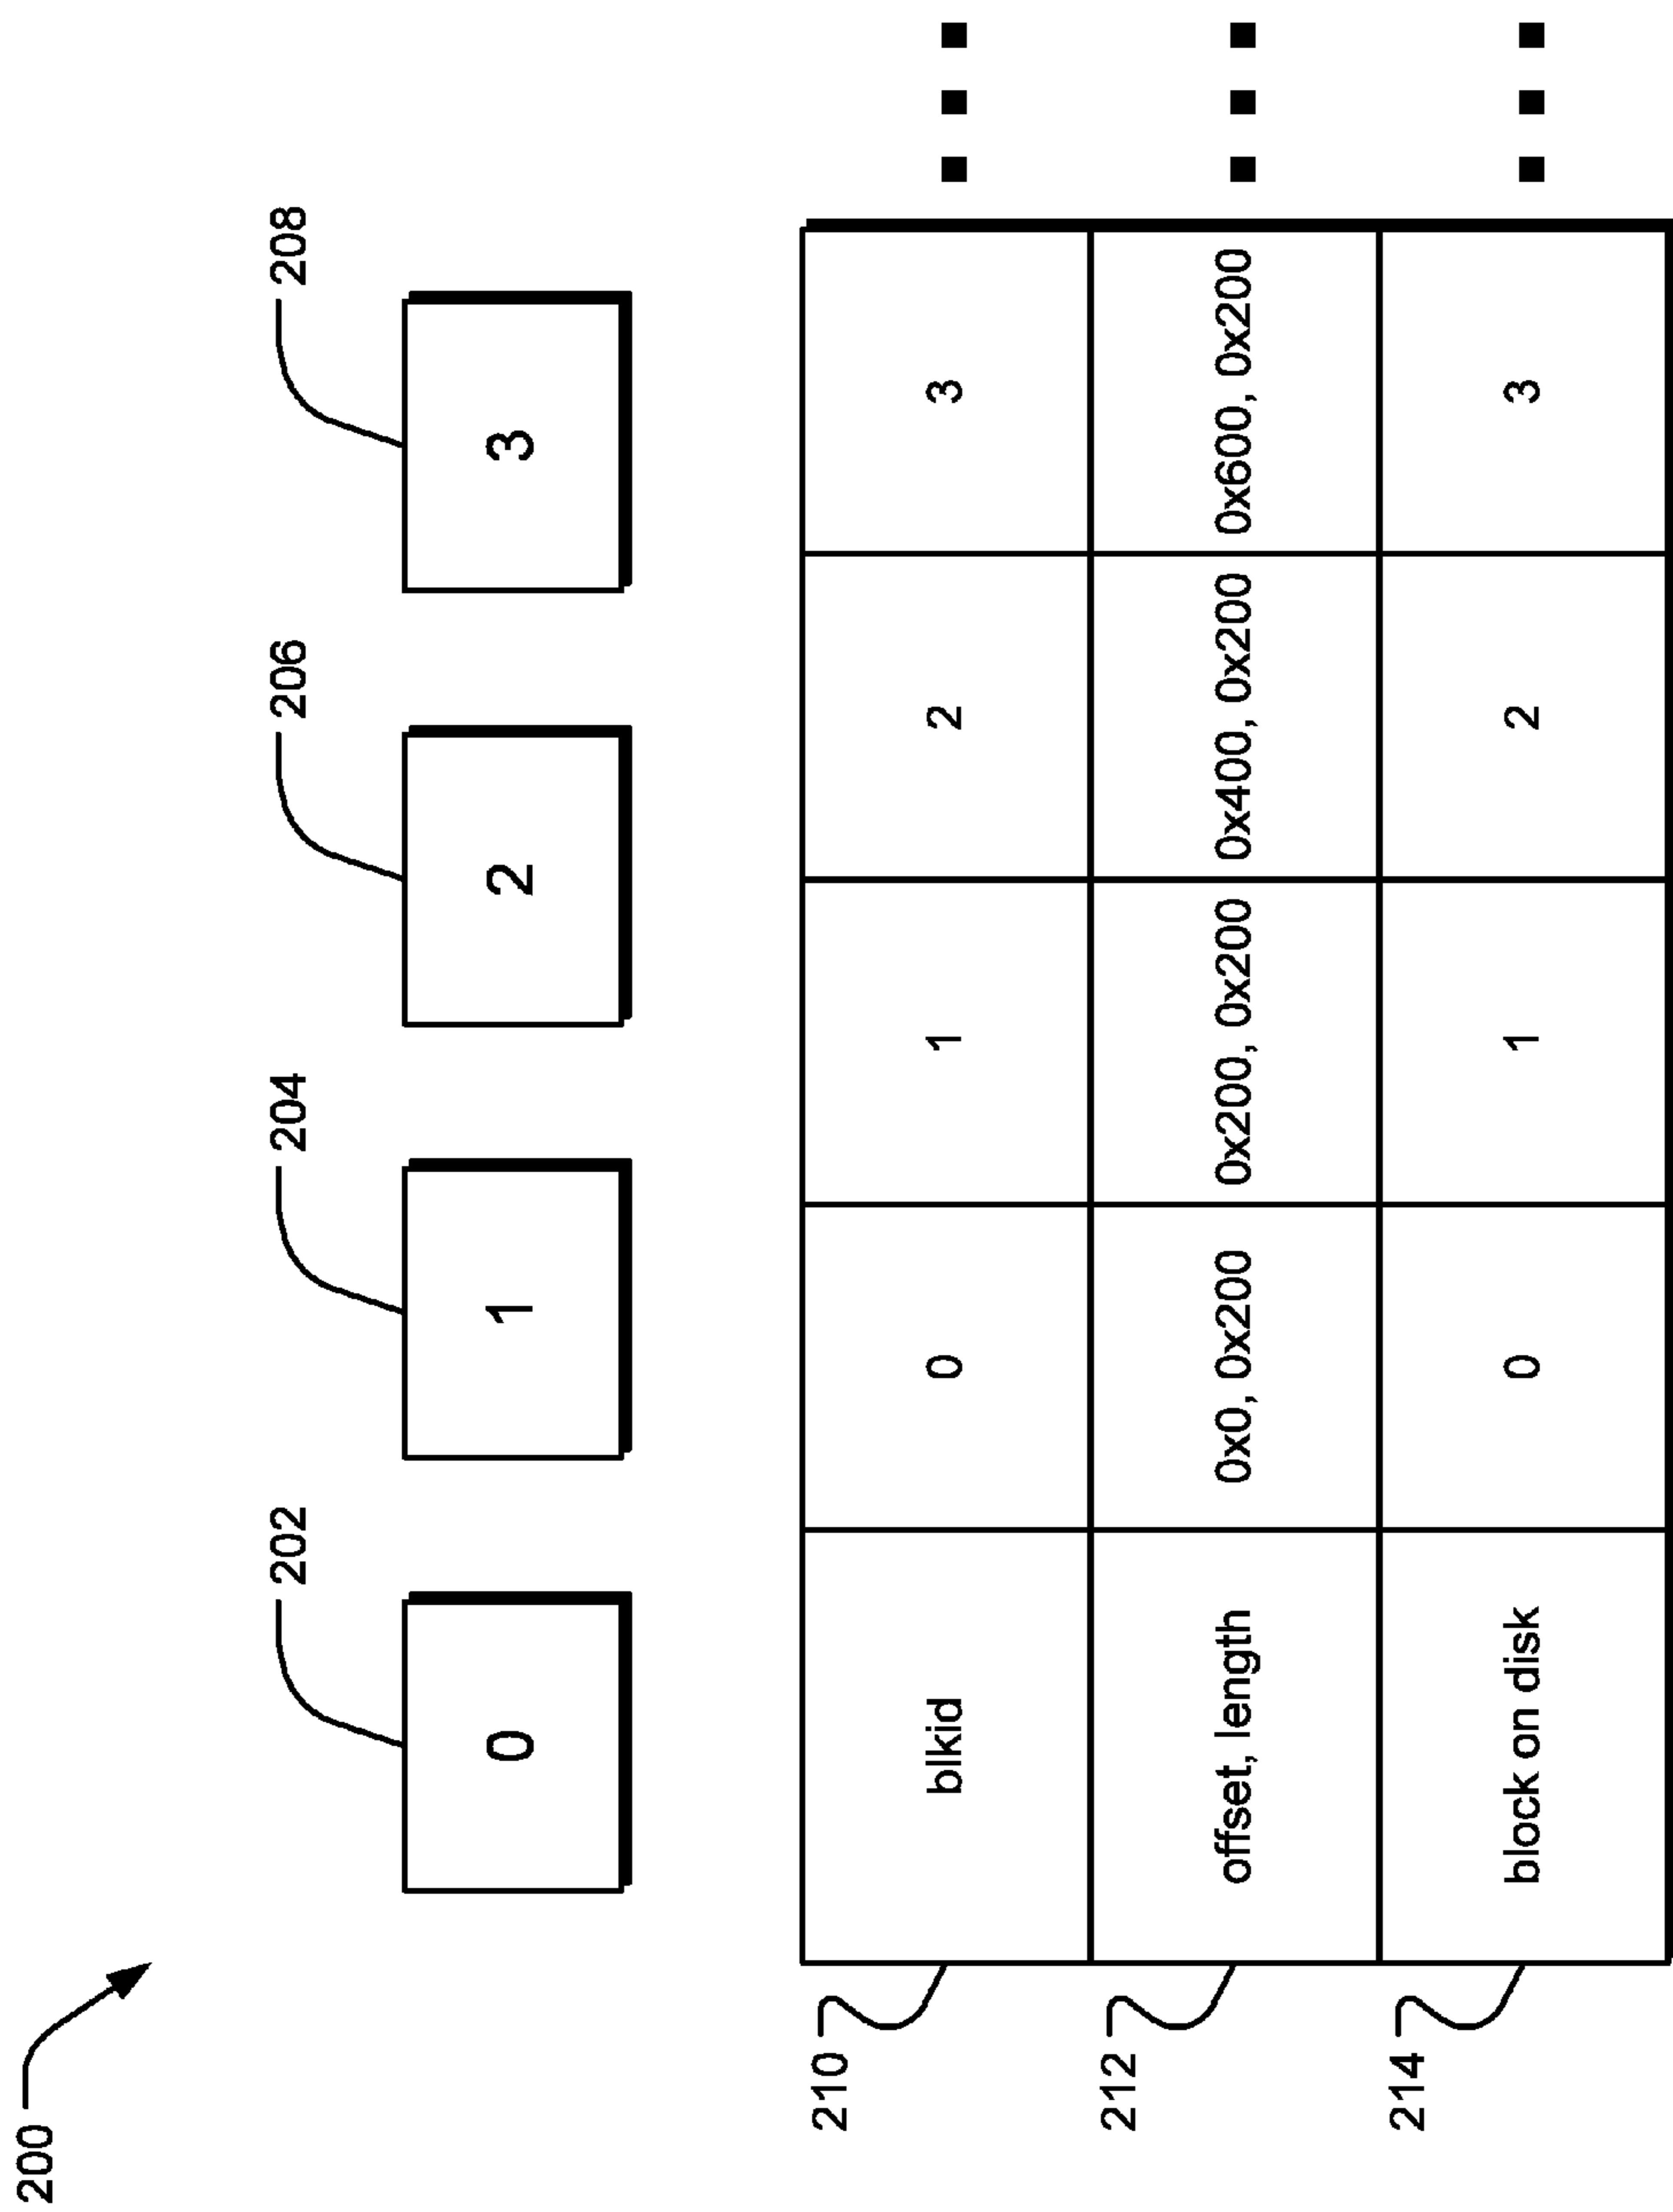 200
202
204
206
208
0
1
2
3
210
blkid
0
1
2
3
212
offset, length
0x0, 0x200
0x200, 0x200
0x400, 0x200
0x600, 0x200
214
block on disk
0
1
2
3